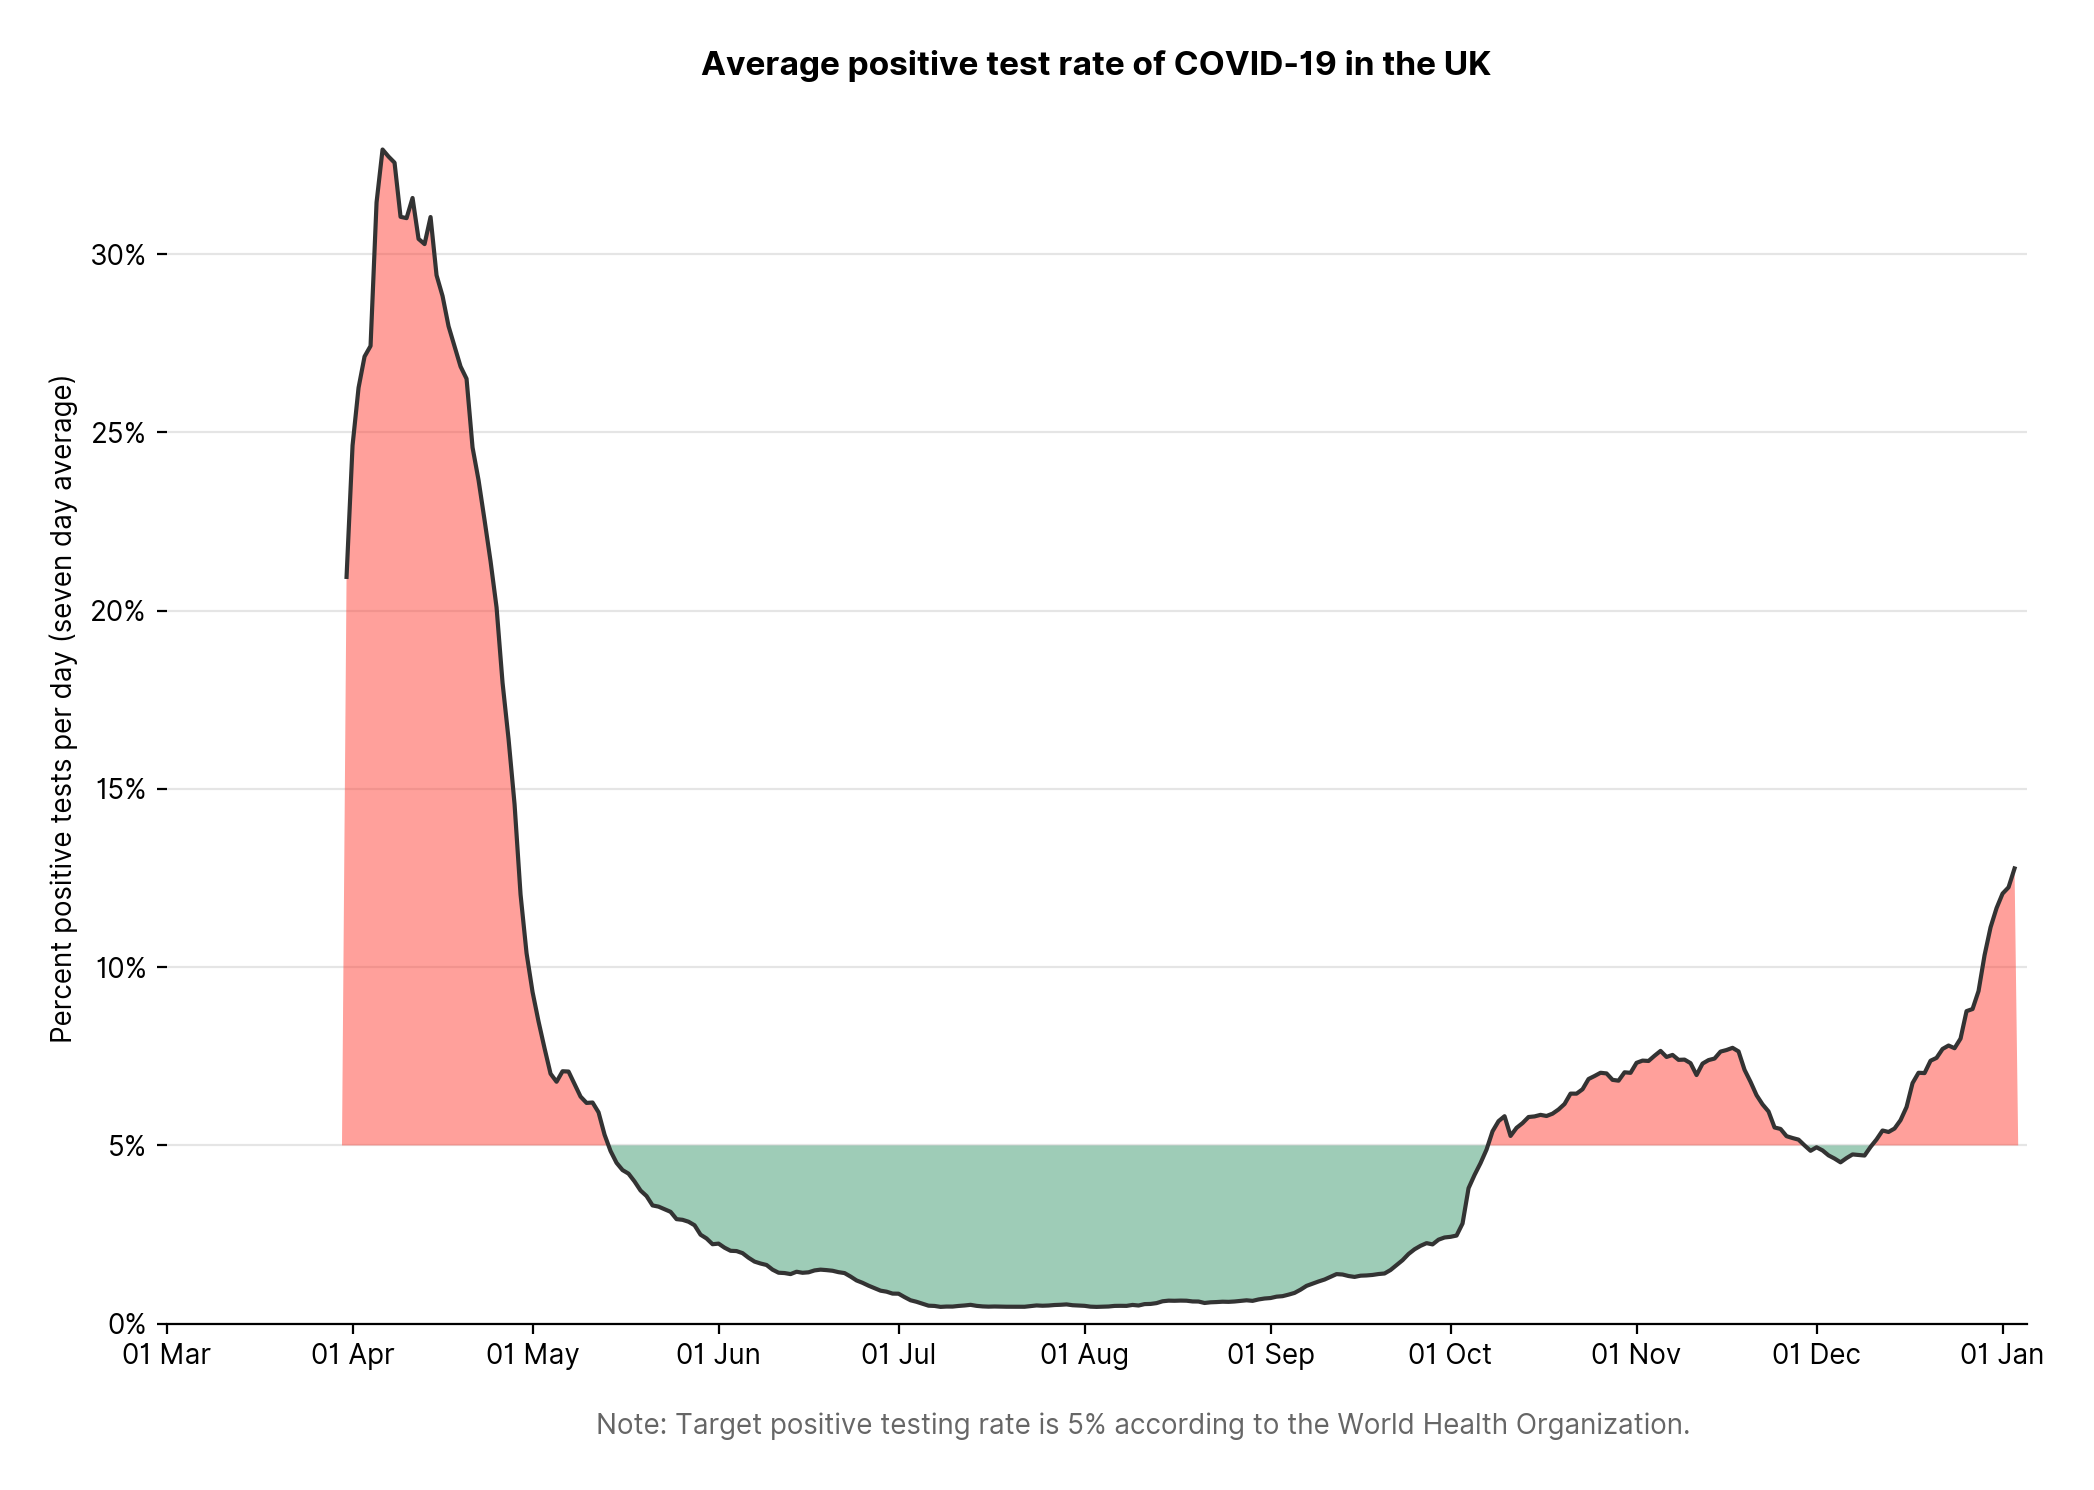 Average positive test rate of COVID-19 in the UK
Percent positive tests per day (seven day average)
30%
25%
20%
15%
10%
5%
0%
01 Mar
01 Apr
01 May
01 Jun
01 Jul
01 Aug
01 Sep
01 Oct
01 Nov
01 Dec
01 Jan
Note: Target positive testing rate is 5% according to the World Health Organization.